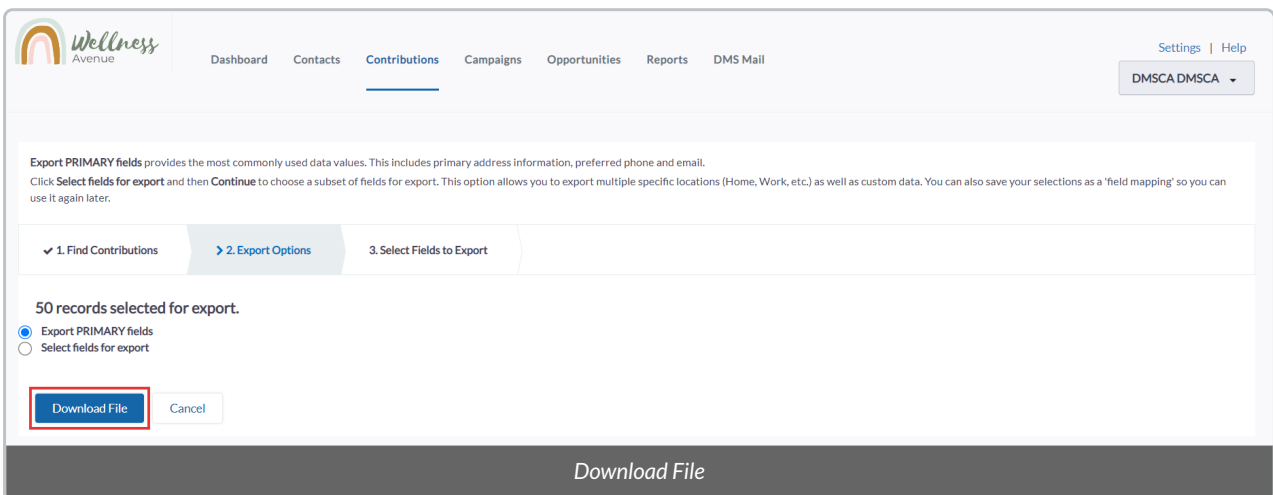 Wellness
Avenue
Dashboard Contacts Contributions Campaigns Opportunities Reports DMS Mail
Settings | Help
DMSCA DMSCA
Export PRIMARY fields provides the most commonly used data values. This includes primary address information, preferred phone and email.
Click Select fields for export and then Continue to choose a subset of fields for export. This option allows you to export multiple specific locations (Home, Work, etc.) as well as custom data. You can also save your selections as a 'field mapping' so you can
use it again later.
1. Find Contributions 2. Export Options 3. Select Fields to Export
50 records selected for export.
Export PRIMARY fields
Select fields for export
Download File Cancel
Download File